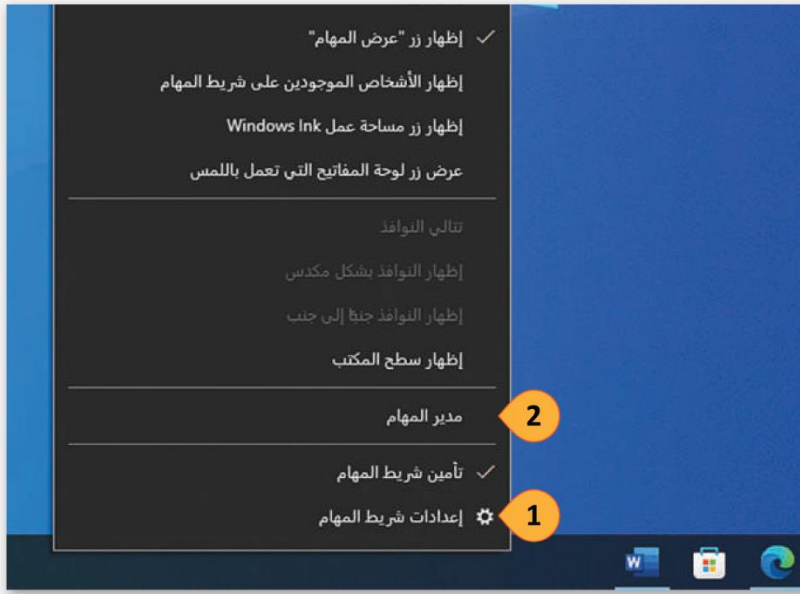 إظهار زر "عرض المهام"
إظهار الأشخاص الموجودين على شريط المهام
إظهار زر مساحة عمل Windows Ink
عرض زر لوحة المفاتيح التي تعمل باللمس
تتالي النوافذ
إظهار النوافذ بشكل مكدس
إظهار النوافذ جنبًا إلى جنب
إظهار سطح المكتب
مدير المهام
2
تأمين شريط المهام
إعدادات شريط المهام
1
W